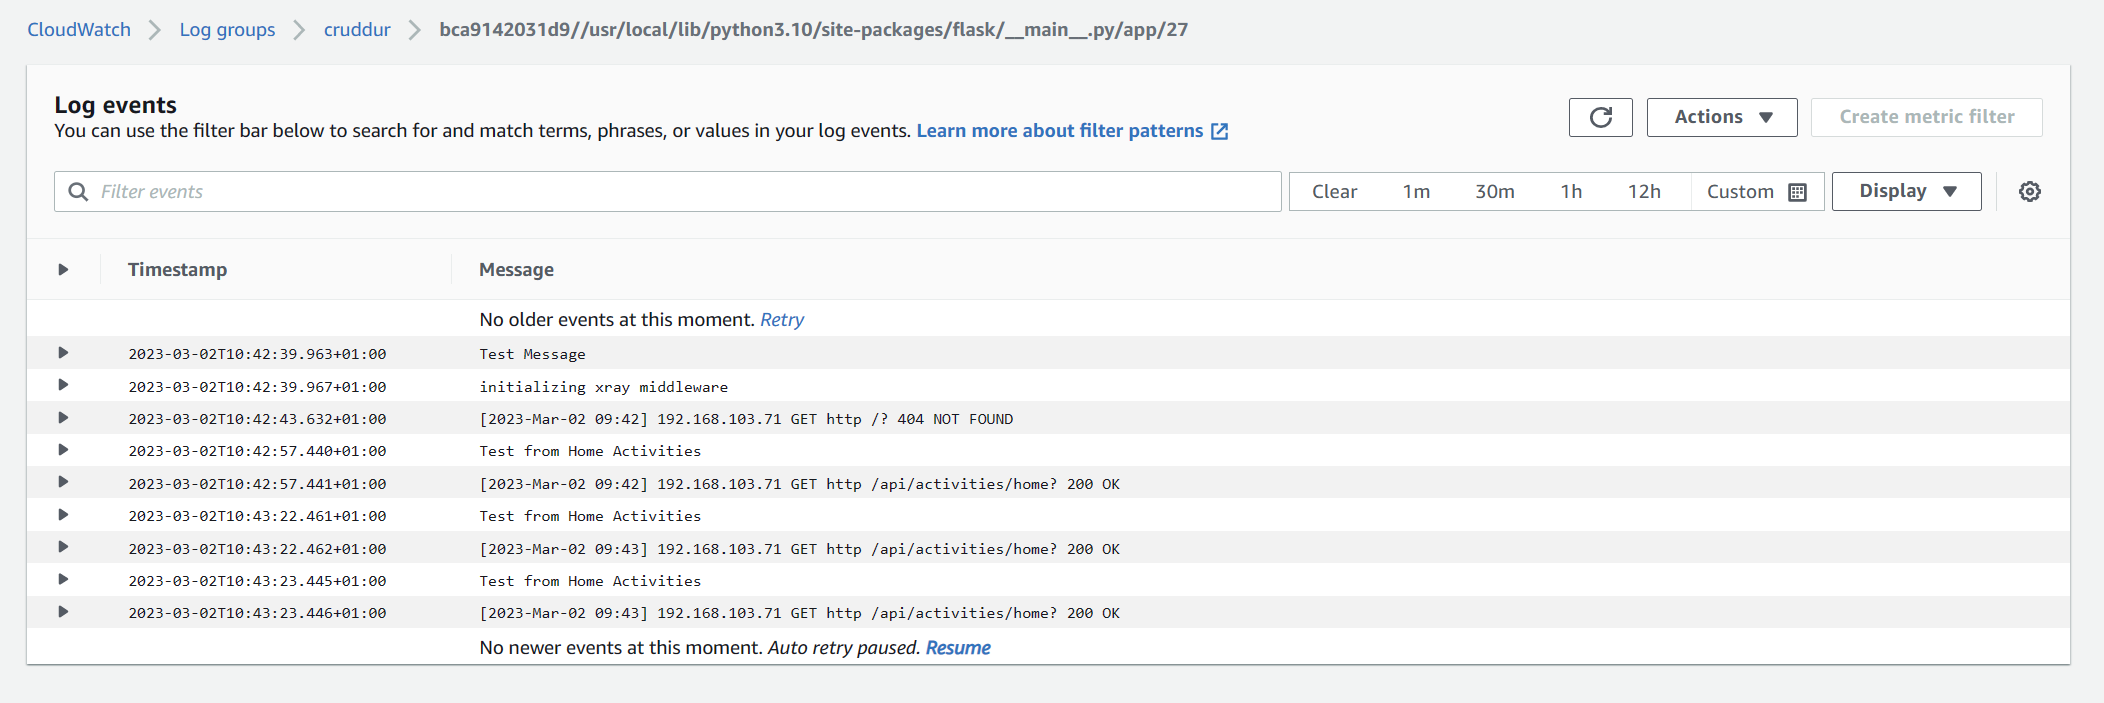 CloudWatch Log groups cruddur bca9142031d9//usr/local/lib/python3.10/site-packages/flask/__main__.py/app/27
Log events
You can use the filter bar below to search for and match terms, phrases, or values in your log events. Learn more about filter patterns
Actions
Create metric filter
Filter events
Clear 1m 30m 1h 12h Custom Display
Timestamp Message
No older events at this moment. Retry
2023-03-02T10:42:39.963+01:00 Test Message
2023-03-02T10:42:39.967+01:00 initializing xray middleware
2023-03-02T10:42:43.632+01:00 [2023-Mar-02 09:42] 192.168.103.71 GET http /? 404 NOT FOUND
2023-03-02T10:42:57.440+01:00 Test from Home Activities
2023-03-02T10:42:57.441+01:00 [2023-Mar-02 09:42] 192.168.103.71 GET http /api/activities/home? 200 OK
2023-03-02T10:43:22.461+01:00 Test from Home Activities
2023-03-02T10:43:22.462+01:00 [2023-Mar-02 09:43] 192.168.103.71 GET http /api/activities/home? 200 OK
2023-03-02T10:43:23.445+01:00 Test from Home Activities
2023-03-02T10:43:23.446+01:00 [2023-Mar-02 09:43] 192.168.103.71 GET http /api/activities/home? 200 OK
No newer events at this moment. Auto retry paused. Resume